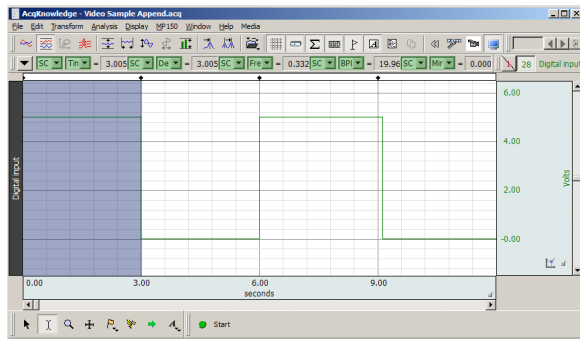 AcqKnowledge - Video Sample Append.acq
File Edit Transform Analysis Display MP150 Window Help Media
SC Tin = 3.005 SC De = 3.005 SC Fre = 0.332 SC BPI = 19.96 SC Mir = 0.000 28 Digital input
6.00
4.00
2.00
-0.00
Digital input
Volts
0.00 3.00 6.00 9.00
seconds
Start